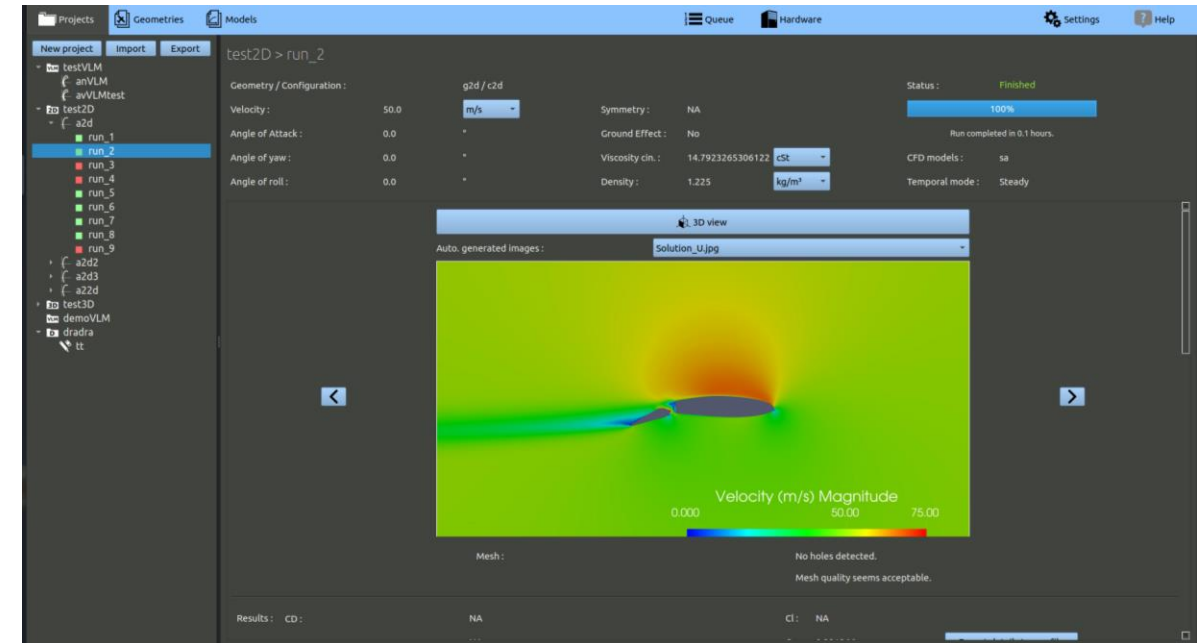 Projects Geometries Models Queue Hardware Settings Help
New project Import Export
testVLM
anVLM
avVLMtest
test2D
a2d
run_1
run_2
run_3
run_4
run_5
run_6
run_7
run_8
run_9
a2d2
a2d3
a22d
test3D
demoVLM
dradra
tt
test2D > run_2
Geometry / Configuration : g2d / c2d Status : Finished
Velocity : 50.0 m/s Symmetry : NA 100%
Angle of Attack : 0.0 ° Ground Effect : No Run completed in 0.1 hours.
Angle of yaw : 0.0 ° Viscosity cin. : 14.7923265306122 cSt CFD models : sa
Angle of roll : 0.0 ° Density : 1.225 kg/m³ Temporal mode : Steady
3D view
Auto. generated images : Solution_U.jpg
Velocity (m/s) Magnitude
0.000 50.00 75.00
Mesh : No holes detected.
Mesh quality seems acceptable.
Results : CD : NA Cl : NA